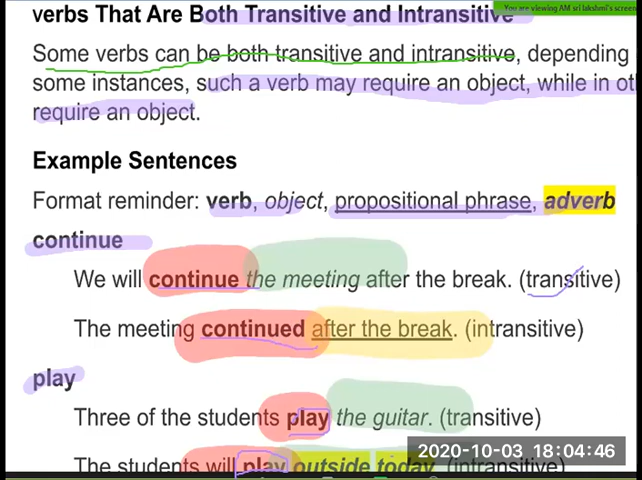 You are viewing AM sri lakshmi's screen
verbs That Are Both Transitive and Intransitive
Some verbs can be both transitive and intransitive, depending
some instances, such a verb may require an object, while in ot
require an object.
Example Sentences
Format reminder: verb, object, propositional phrase, adverb
continue
We will continue the meeting after the break. (transitive)
The meeting continued after the break. (intransitive)
play
Three of the students play the guitar. (transitive)
2020-10-03 18:04:46
The students will play outside today. (intransitive)